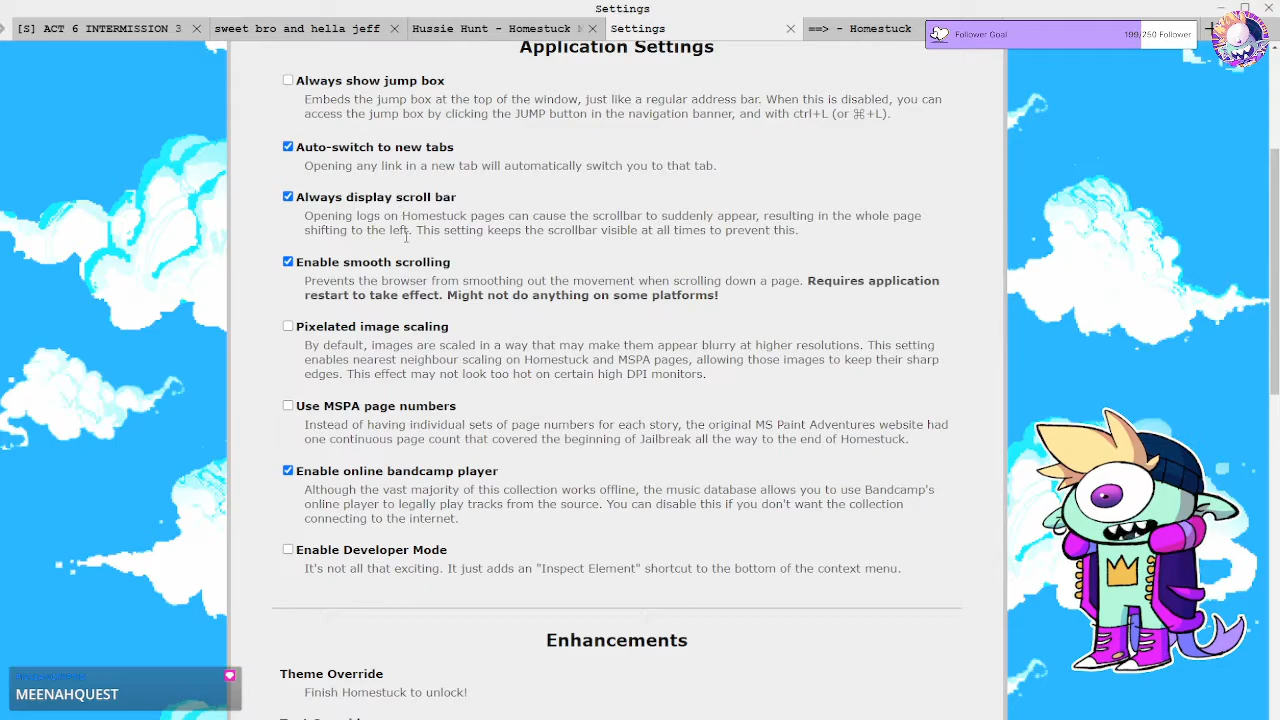 Settings
[S] ACT 6 INTERMISSION 3
sweet bro and hella jeff
Hussie Hunt - Homestuck
Settings
==> - Homestuck
Follower Goal
199/250 Follower
Application Settings
Always show jump box
Embeds the jump box at the top of the window, just like a regular address bar. When this is disabled, you can
access the jump box by clicking the JUMP button in the navigation banner, and with ctrl+L (or ⌘+L).
Auto-switch to new tabs
Opening any link in a new tab will automatically switch you to that tab.
Always display scroll bar
Opening logs on Homestuck pages can cause the scrollbar to suddenly appear, resulting in the whole page
shifting to the left. This setting keeps the scrollbar visible at all times to prevent this.
Enable smooth scrolling
Prevents the browser from smoothing out the movement when scrolling down a page. Requires application
restart to take effect. Might not do anything on some platforms!
Pixelated image scaling
By default, images are scaled in a way that may make them appear blurry at higher resolutions. This setting
enables nearest neighbour scaling on Homestuck and MSPA pages, allowing those images to keep their sharp
edges. This effect may not look too hot on certain high DPI monitors.
Use MSPA page numbers
Instead of having individual sets of page numbers for each story, the original MS Paint Adventures website had
one continuous page count that covered the beginning of Jailbreak all the way to the end of Homestuck.
Enable online bandcamp player
Although the vast majority of this collection works offline, the music database allows you to use Bandcamp's
online player to legally play tracks from the source. You can disable this if you don't want the collection
connecting to the internet.
Enable Developer Mode
It's not all that exciting. It just adds an "Inspect Element" shortcut to the bottom of the context menu.
Enhancements
Theme Override
Finish Homestuck to unlock!
MEENAHQUEST